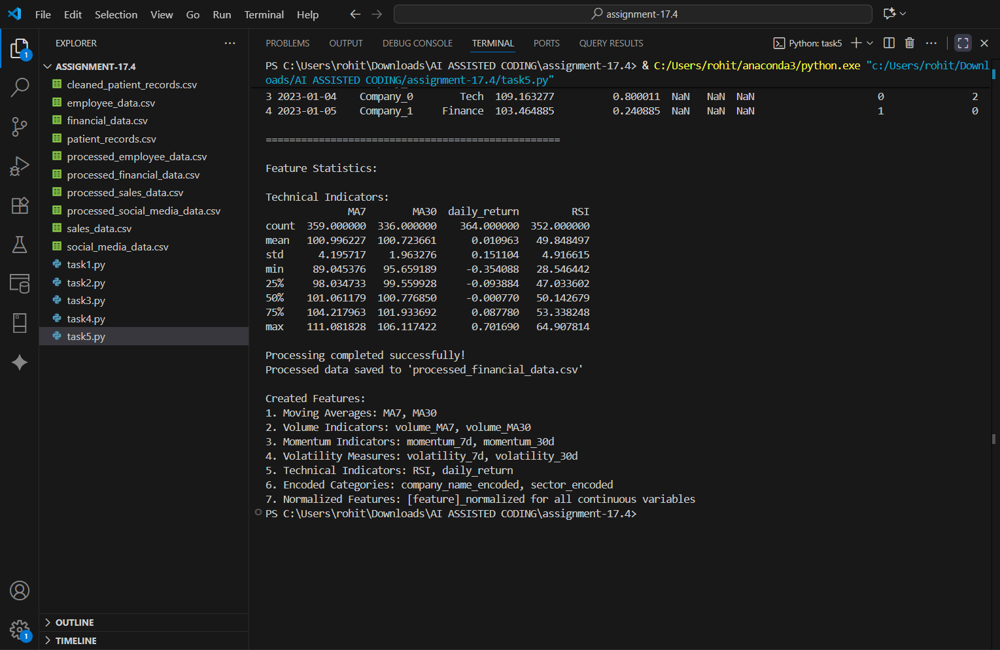 File Edit Selection View Go Run Terminal Help
assignment-17.4
EXPLORER
ASSIGNMENT-17.4
cleaned_patient_records.csv
employee_data.csv
financial_data.csv
patient_records.csv
processed_employee_data.csv
processed_financial_data.csv
processed_sales_data.csv
processed_social_media_data.csv
sales_data.csv
social_media_data.csv
task1.py
task2.py
task3.py
task4.py
task5.py
OUTLINE
TIMELINE
1
1
PROBLEMS OUTPUT DEBUG CONSOLE TERMINAL PORTS QUERY RESULTS
Python: task5
PS C:\Users\rohit\Downloads\AI ASSISTED CODING\assignment-17.4> & C:/Users/rohit/anaconda3/python.exe "c:/Users/rohit/Downl
oads/AI ASSISTED CODING/assignment-17.4/task5.py"
3 2023-01-04 Company_0 Tech 109.163277 0.800011 NaN NaN NaN 0 2
4 2023-01-05 Company_1 Finance 103.464885 0.240885 NaN NaN NaN 1 0
==================================================
Feature Statistics:
Technical Indicators:
MA7 MA30 daily_return RSI
count 359.000000 336.000000 364.000000 352.000000
mean 100.996227 100.723661 0.010963 49.848497
std 4.195717 1.963276 0.151104 4.916615
min 89.045376 95.659189 -0.354088 28.546442
25% 98.034733 99.559928 -0.093884 47.033602
50% 101.061179 100.776850 -0.000770 50.142679
75% 104.217963 101.933692 0.087780 53.338248
max 111.081828 106.117422 0.701690 64.907814
Processing completed successfully!
Processed data saved to 'processed_financial_data.csv'
Created Features:
1. Moving Averages: MA7, MA30
2. Volume Indicators: volume_MA7, volume_MA30
3. Momentum Indicators: momentum_7d, momentum_30d
4. Volatility Measures: volatility_7d, volatility_30d
5. Technical Indicators: RSI, daily_return
6. Encoded Categories: company_name_encoded, sector_encoded
7. Normalized Features: [feature]_normalized for all continuous variables
PS C:\Users\rohit\Downloads\AI ASSISTED CODING\assignment-17.4>